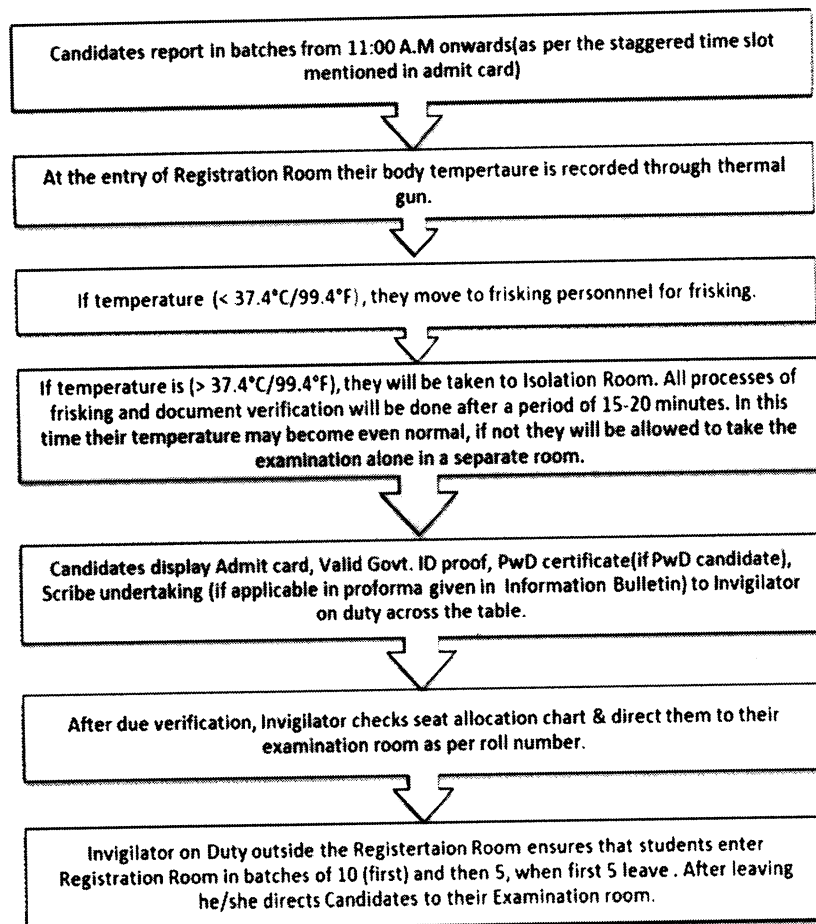 Candidates report in batches from 11:00 A.M onwards(as per the staggered time slot
mentioned in admit card)
At the entry of Registration Room their body tempertaure is recorded through thermal
gun.
If temperature (< 37.4°C/99.4°F), they move to frisking personnnel for frisking.
If temperature is (> 37.4°C/99.4°F), they will be taken to Isolation Room. All processes of
frisking and document verification will be done after a period of 15-20 minutes. In this
time their temperature may become even normal, if not they will be allowed to take the
examination alone in a separate room.
Candidates display Admit card, Valid Govt. ID proof, PwD certificate(if PwD candidate),
Scribe undertaking (if applicable in proforma given in Information Bulletin) to Invigilator
on duty across the table.
After due verification, Invigilator checks seat allocation chart & direct them to their
examination room as per roll number.
Invigilator on Duty outside the Registertaion Room ensures that students enter
Registration Room in batches of 10 (first) and then 5, when first 5 leave . After leaving
he/she directs Candidates to their Examination room.